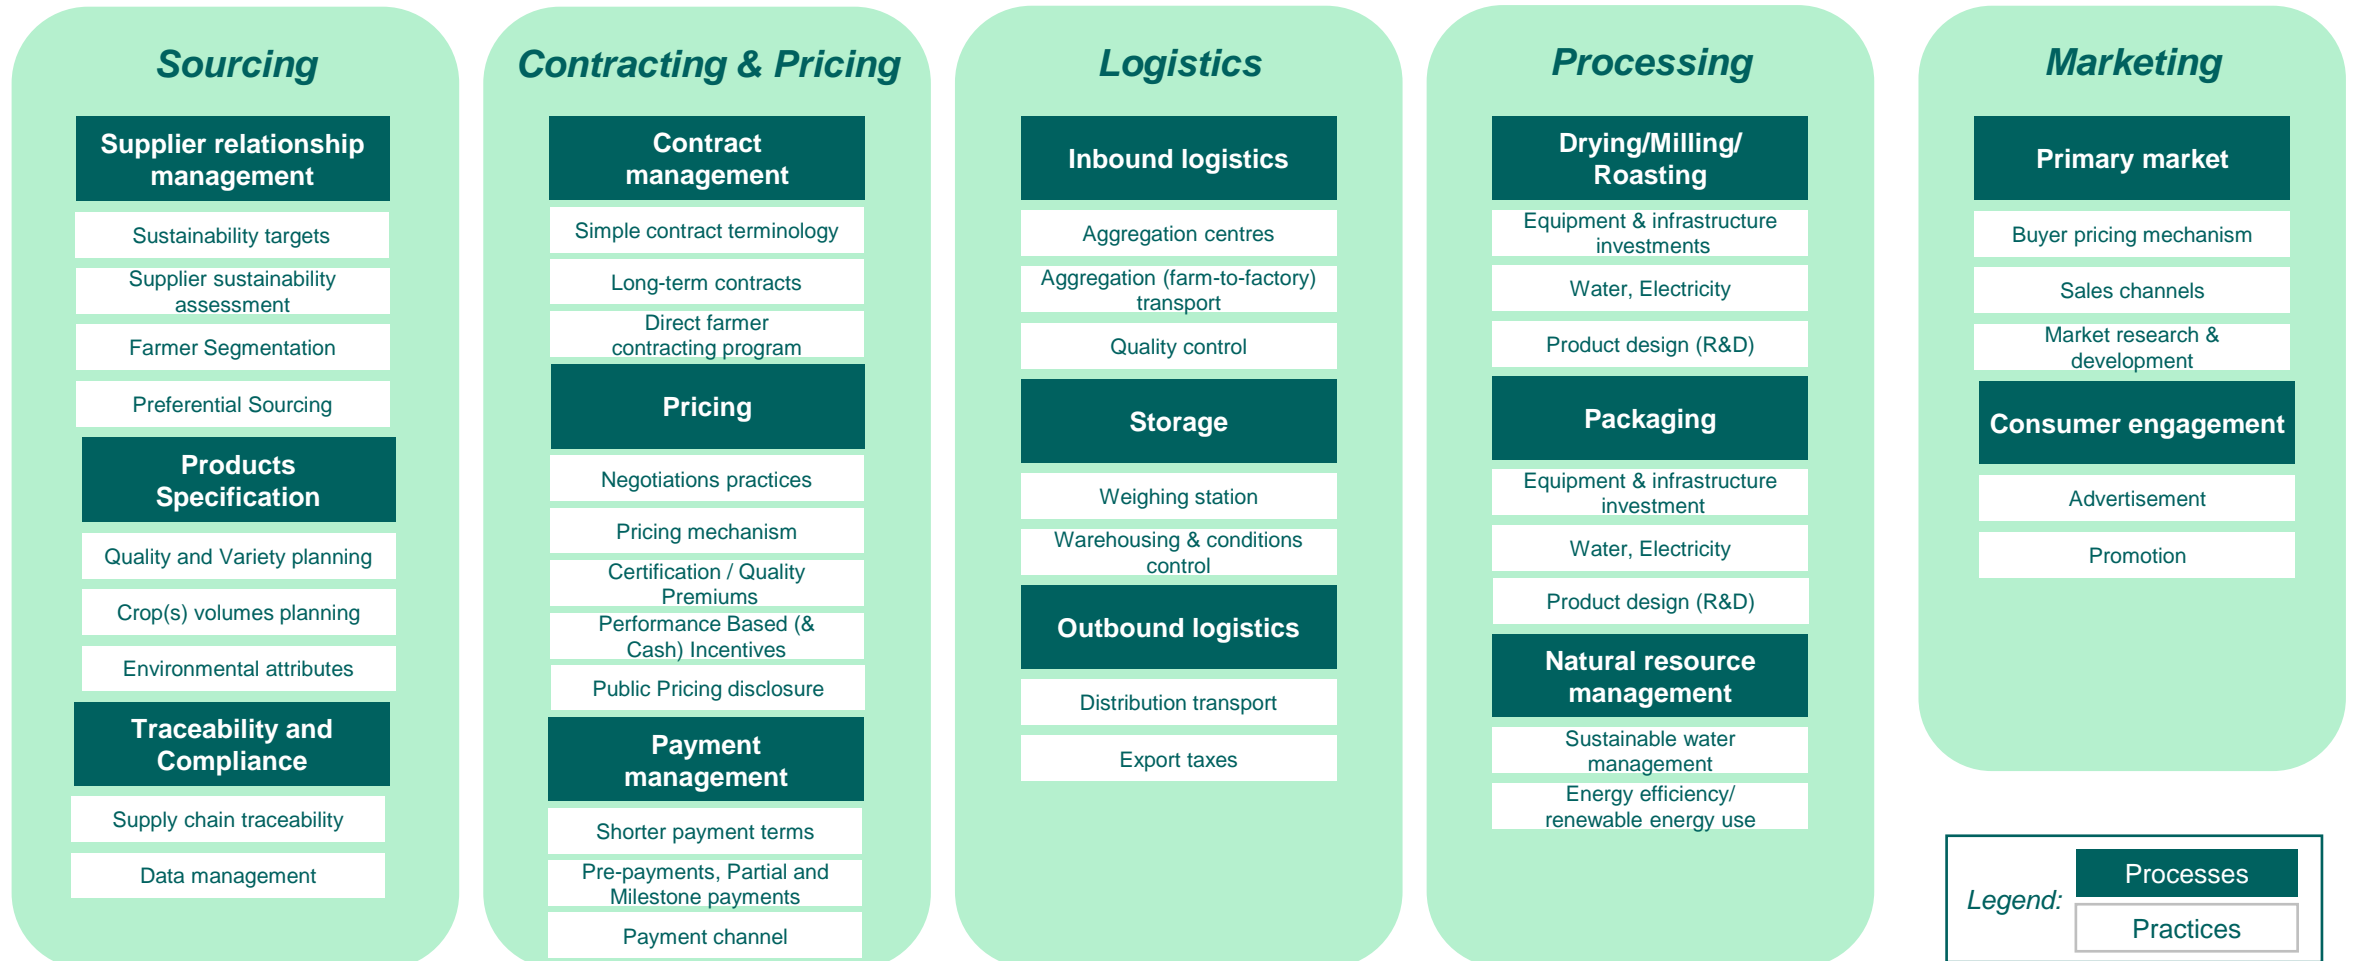 Sourcing
Supplier relationship
management
Sustainability targets
Supplier sustainability
assessment
Farmer Segmentation
Preferential Sourcing
Products
Specification
Quality and Variety planning
Crop(s) volumes planning
Environmental attributes
Traceability and
Compliance
Supply chain traceability
Data management
Contracting & Pricing
Contract
management
Simple contract terminology
Long-term contracts
Direct farmer
contracting program
Pricing
Negotiations practices
Pricing mechanism
Certification / Quality
Premiums
Performance Based (&
Cash) Incentives
Public Pricing disclosure
Payment
management
Shorter payment terms
Pre-payments, Partial and
Milestone payments
Payment channel
Logistics
Inbound logistics
Aggregation centres
Aggregation (farm-to-factory)
transport
Quality control
Storage
Weighing station
Warehousing & conditions
control
Outbound logistics
Distribution transport
Export taxes
Processing
Drying/Milling/
Roasting
Equipment & infrastructure
investments
Water, Electricity
Product design (R&D)
Packaging
Equipment & infrastructure
investment
Water, Electricity
Product design (R&D)
Natural resource
management
Sustainable water
management
Energy efficiency/
renewable energy use
Marketing
Primary market
Buyer pricing mechanism
Sales channels
Market research &
development
Consumer engagement
Advertisement
Promotion
Legend:
Processes
Practices